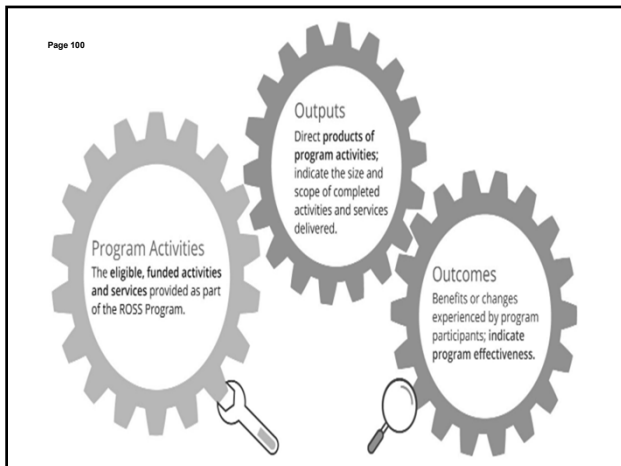 Page 100
Program Activities
The eligible, funded activities
and services provided as part
of the ROSS Program.
Outputs
Direct products of
program activities;
indicate the size and
scope of completed
activities and services
delivered.
Outcomes
Benefits or changes
experienced by program
participants; indicate
program effectiveness.